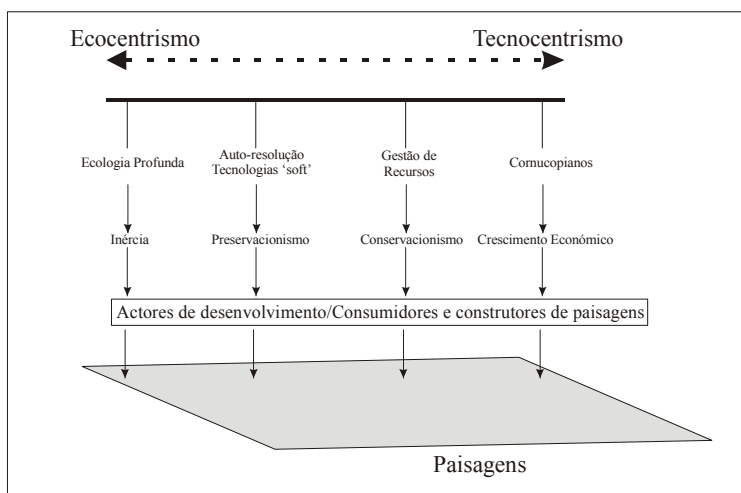 Ecocentrismo
Tecnocentrismo
Ecologia Profunda
Auto-resolução
Tecnologias ‘soft’
Gestão de
Recursos
Cornucopianos
Inércia
Preservacionismo
Conservacionismo
Crescimento Económico
Actores de desenvolvimento/Consumidores e construtores de paisagens
Paisagens